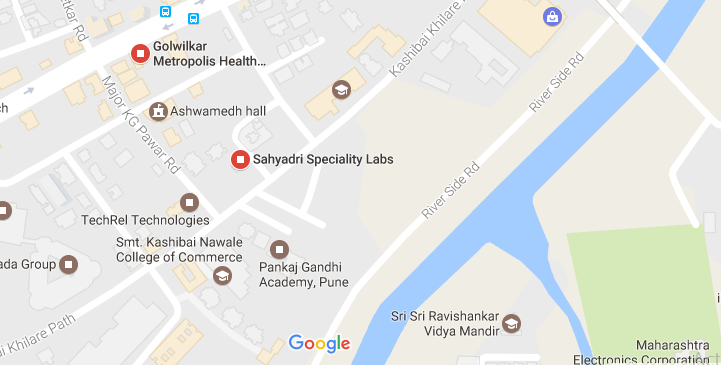 Golwilkar
Metropolis Health...
Kashibai Khilare
Major KG Pawar Rd
Ashwamedh hall
River Side Rd
Sahyadri Speciality Labs
River Side Rd
TechRel Technologies
Smt. Kashibai Nawale
College of Commerce
ada Group
Pankaj Gandhi
Academy, Pune
ai Khilare Path
Sri Sri Ravishankar
Vidya Mandir
Google
Maharashtra
Electronics Corporation